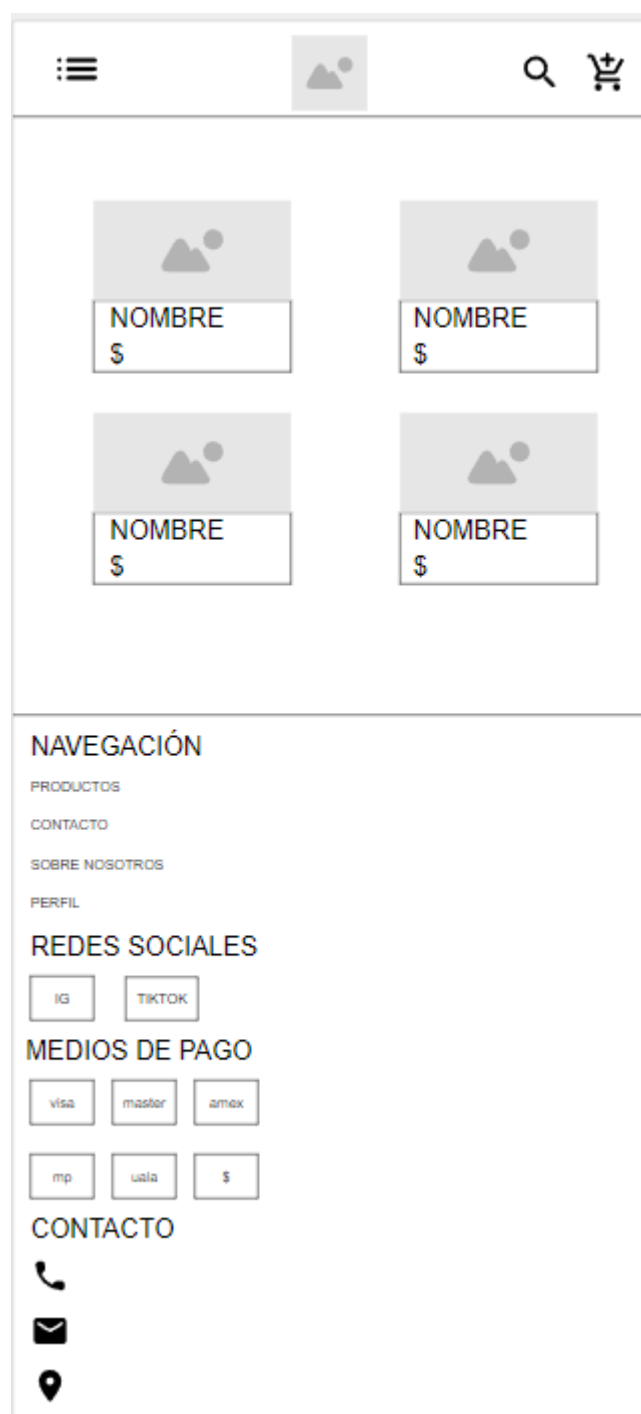 NOMBRE NOMBRE
$ $
NOMBRE NOMBRE
$ $
NAVEGACIÓN
PRODUCTOS
CONTACTO
SOBRE NOSOTROS
PERFIL
REDES SOCIALES
IG TIKTOK
MEDIOS DE PAGO
visa master amex
mp uala $
CONTACTO